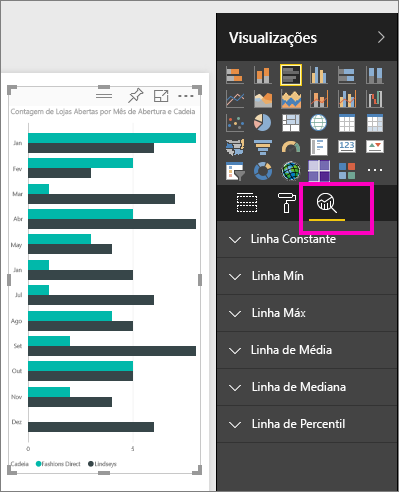 Visualizações
Contagem de Lojas Abertas por Mês de Abertura e Cadeia
Jan
Fev
Mar
Abr
May
Jan
Jul
Ago
Set
Out
Nov
Dez
0
5
Cadeia
Fashions Direct
Lindseys
123
Linha Constante
Linha Mín
Linha Máx
Linha de Média
Linha de Mediana
Linha de Percentil